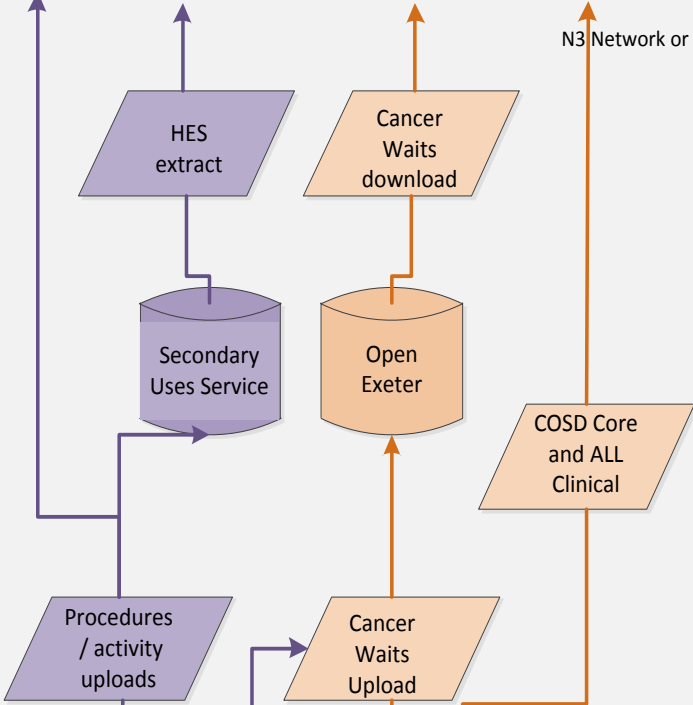 N3 Network or
HES
extract
Cancer
Waits
download
Secondary
Uses Service
Open
Exeter
COSD Core
and ALL
Clinical
Procedures
/ activity
uploads
Cancer
Waits
Upload